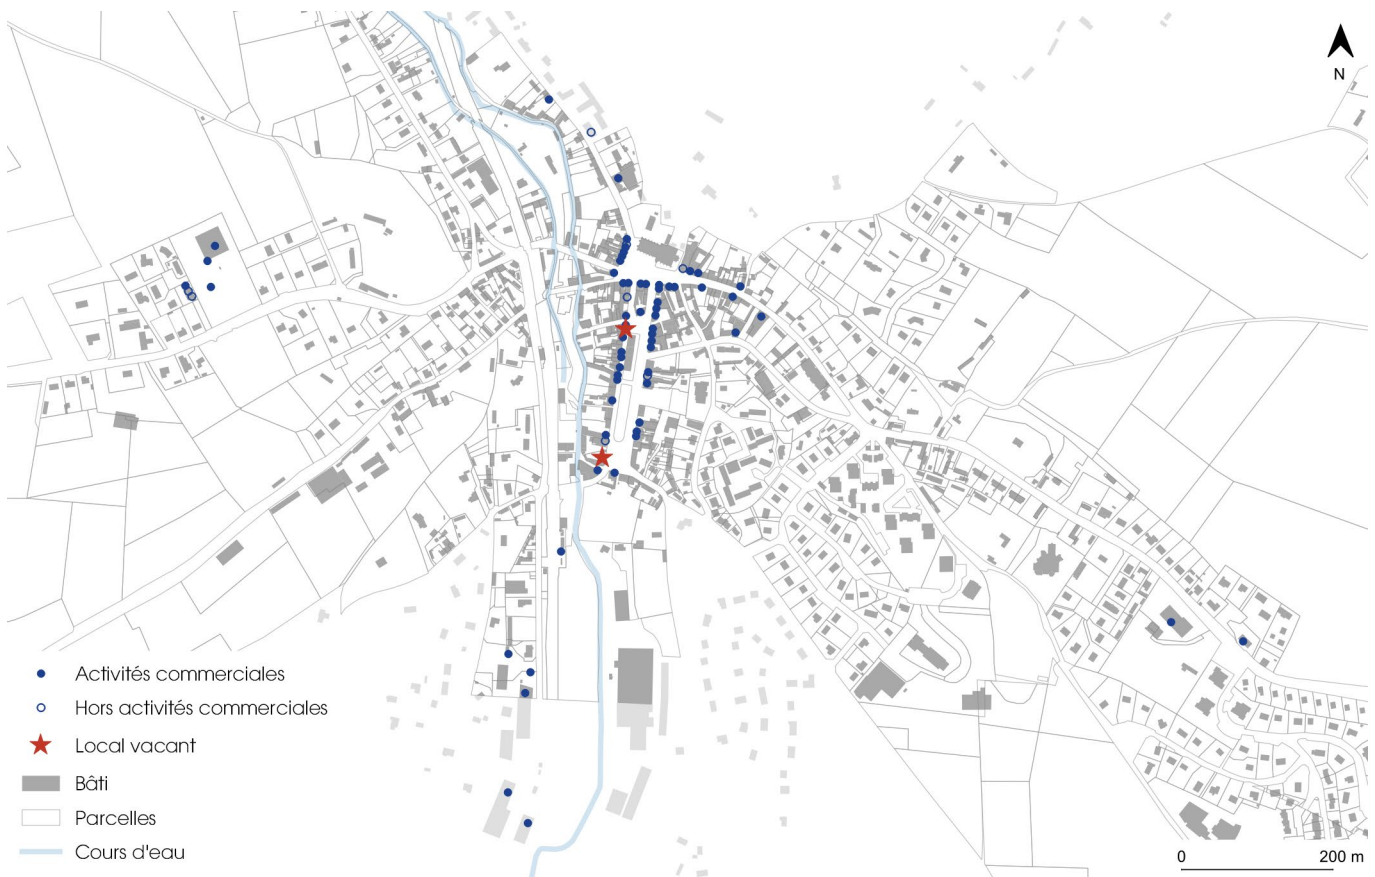 N
Activités commerciales
Hors activités commerciales
Local vacant
Bâti
Parcelles
Cours d'eau
0 200 m